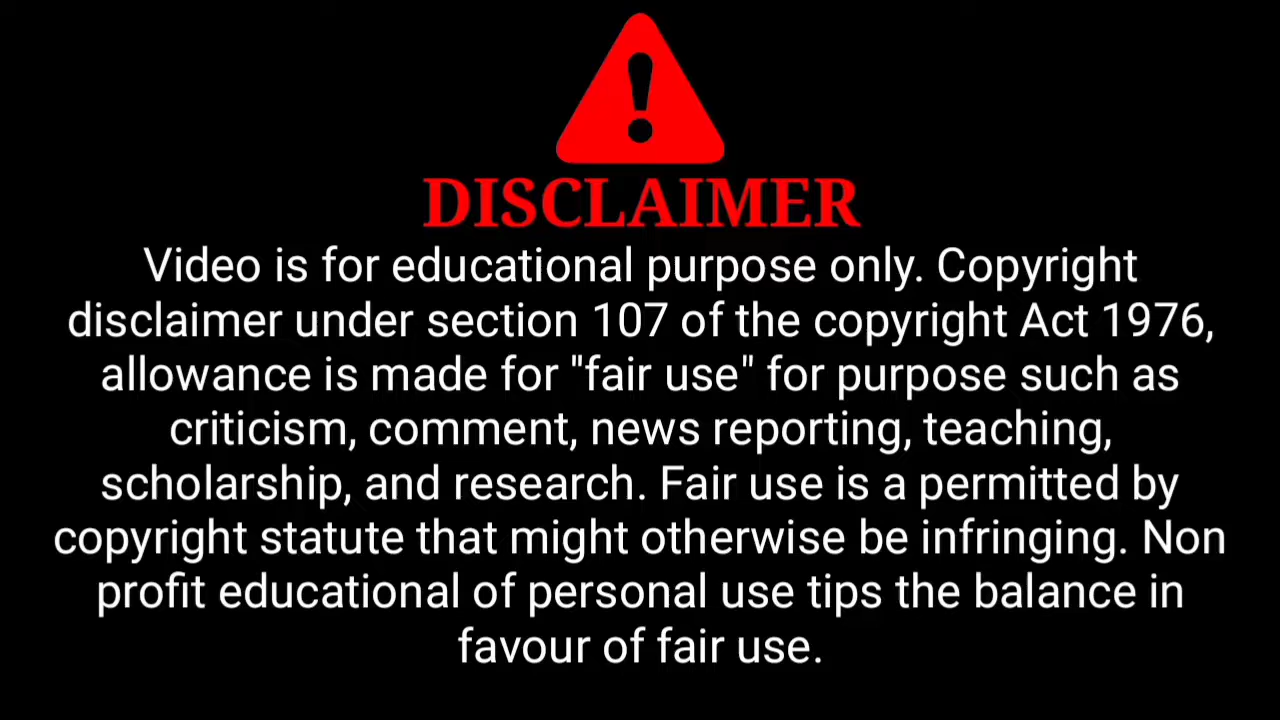 DISCLAIMER
Video is for educational purpose only. Copyright
disclaimer under section 107 of the copyright Act 1976,
allowance is made for "fair use" for purpose such as
criticism, comment, news reporting, teaching,
scholarship, and research. Fair use is a permitted by
copyright statute that might otherwise be infringing. Non
profit educational of personal use tips the balance in
favour of fair use.